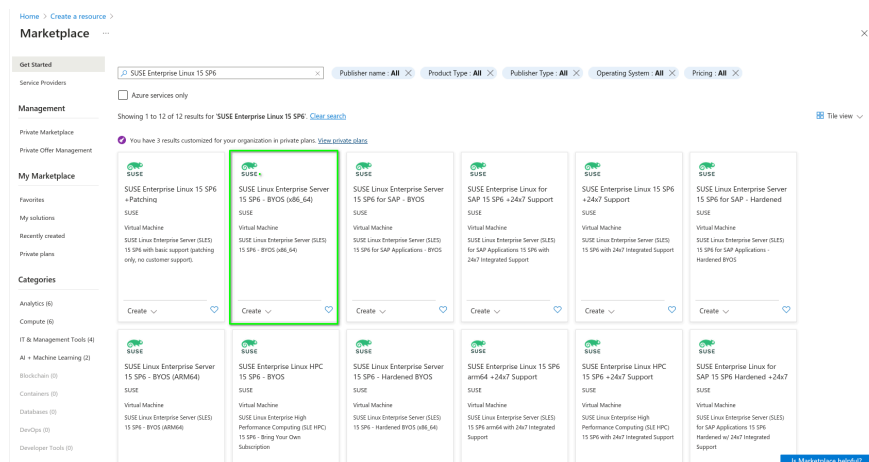 Home > Create a resource >
Marketplace ...
Get Started
Service Providers
Management
Private Marketplace
Private Offer Management
My Marketplace
Favorites
My solutions
Recently created
Private plans
Categories
Analytics (6)
Compute (6)
IT & Management Tools (4)
AI + Machine Learning (2)
Blockchain (0)
Containers (0)
Databases (0)
DevOps (0)
Developer Tools (0)
SUSE Enterprise Linux 15 SP6
Publisher name : All
Product Type : All
Publisher Type : All
Operating System : All
Pricing : All
Azure services only
Showing 1 to 12 of 12 results for 'SUSE Enterprise Linux 15 SP6'. Clear search
Tile view
You have 3 results customized for your organization in private plans. View private plans
SUSE
SUSE Enterprise Linux 15 SP6
+Patching
SUSE
Virtual Machine
SUSE Linux Enterprise Server (SLES)
15 SP6 with basic support (patching
only, no customer support).
Create
SUSE
SUSE Linux Enterprise Server
15 SP6 - BYOS (x86_64)
SUSE
Virtual Machine
SUSE Linux Enterprise Server (SLES)
15 SP6 - BYOS (x86_64)
Create
SUSE
SUSE Linux Enterprise Server
15 SP6 for SAP - BYOS
SUSE
Virtual Machine
SUSE Linux Enterprise Server (SLES)
15 SP6 for SAP Applications - BYOS
Create
SUSE
SUSE Enterprise Linux for
SAP 15 SP6 +24x7 Support
SUSE
Virtual Machine
SUSE Linux Enterprise Server (SLES)
for SAP Applications 15 SP6 with
24x7 Integrated Support
Create
SUSE
SUSE Enterprise Linux 15 SP6
+24x7 Support
SUSE
Virtual Machine
SUSE Linux Enterprise Server (SLES)
15 SP6 with 24x7 Integrated Support
Create
SUSE
SUSE Linux Enterprise Server
15 SP6 for SAP - Hardened
SUSE
Virtual Machine
SUSE Linux Enterprise Server (SLES)
15 SP6 for SAP Applications -
Hardened BYOS
Create
SUSE
SUSE Linux Enterprise Server
15 SP6 - BYOS (ARM64)
SUSE
Virtual Machine
SUSE Linux Enterprise Server (SLES)
15 SP6 - BYOS (ARM64)
SUSE
SUSE Enterprise Linux HPC
15 SP6 - BYOS
SUSE
Virtual Machine
SUSE Linux Enterprise High
Performance Computing (SLE HPC)
15 SP6 - Bring Your Own
Subscription
SUSE
SUSE Linux Enterprise Server
15 SP6 - Hardened BYOS
SUSE
Virtual Machine
SUSE Linux Enterprise Server (SLES)
15 SP6 - Hardened BYOS (x86_64)
SUSE
SUSE Enterprise Linux 15 SP6
arm64 +24x7 Support
SUSE
Virtual Machine
SUSE Linux Enterprise Server (SLES)
15 SP6 arm64 with 24x7 Integrated
Support
SUSE
SUSE Enterprise Linux HPC
15 SP6 +24x7 Support
SUSE
Virtual Machine
SUSE Linux Enterprise High
Performance Computing (SLE HPC)
15 SP6 with 24x7 Integrated Support
SUSE
SUSE Enterprise Linux for
SAP 15 SP6 Hardened +24x7
SUSE
Virtual Machine
SUSE Linux Enterprise Server (SLES)
for SAP Applications 15 SP6
Hardened w/ 24x7 Integrated
Support
Is Marketplace helpful?